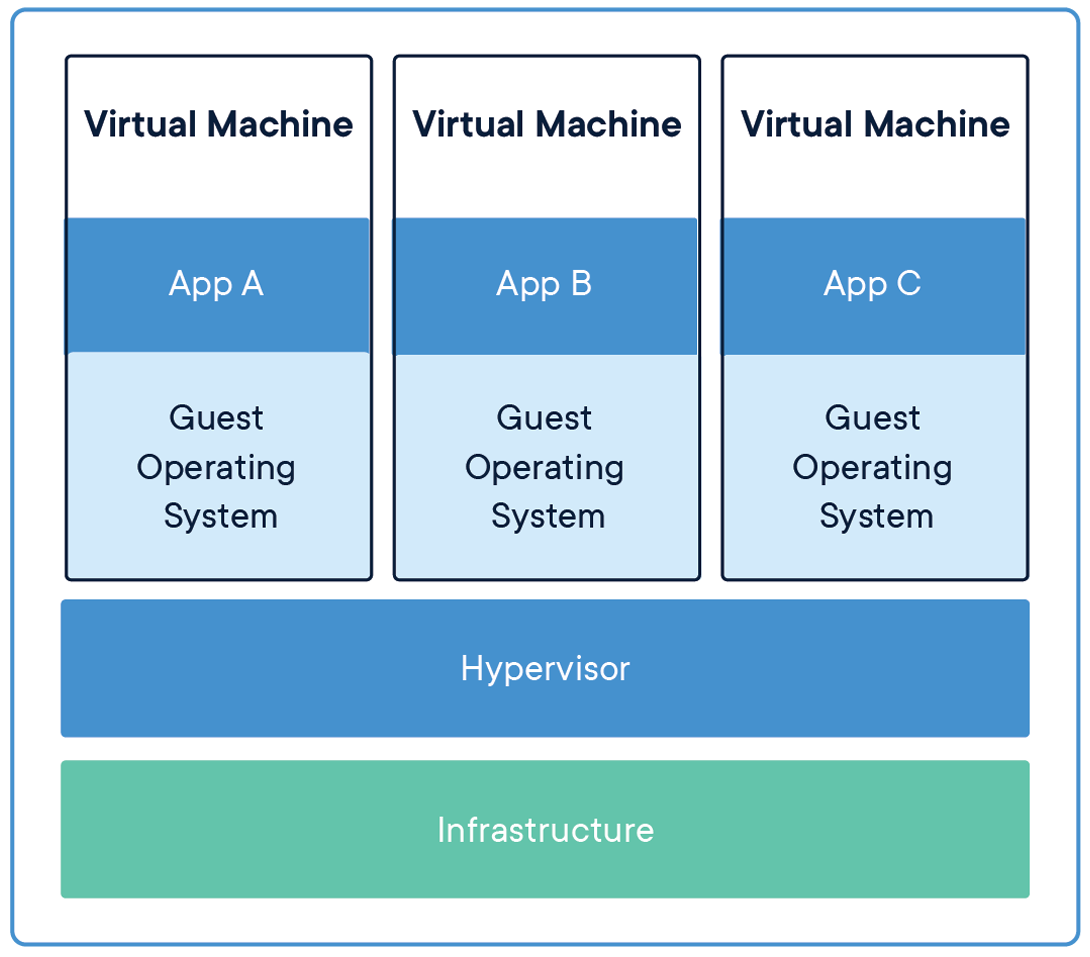 Virtual Machine
Virtual Machine
Virtual Machine
App A
App B
App C
Guest
Operating
System
Guest
Operating
System
Guest
Operating
System
Hypervisor
Infrastructure